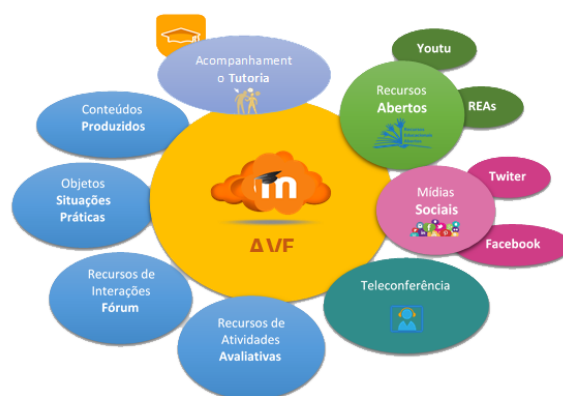 Acompanhament
o Tutoria
Youtu
Recursos
Abertos
REAs
Conteúdos
Produzidos
Objetos
Situações
Práticas
Twiter
Mídias
Sociais
Facebook
m
Recursos de
Interações
Fórum
Teleconferência
Recursos de
Atividades
Avaliativas